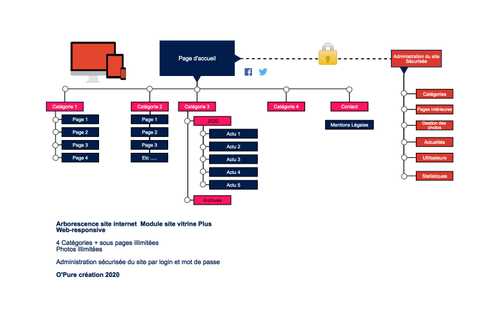 Page d'accueil
Administration du site
Sécurisée
Catégorie 1
Catégorie 2
Catégorie 3
Catégorie 4
Contact
Page 1
Page 2
Page 3
Page 4
Page 1
Page 2
Page 3
Etc .....
2020
Actu 1
Actu 2
Actu 3
Actu 4
Actu 5
Archives
Mentions Légales
Catégories
Pages intérieures
Gestion des
photos
Actualités
Utilisateurs
Statistiques
Arborescence site internet Module site vitrine Plus
Web-responsive
4 Catégories + sous pages illimitées
Photos Illimitées
Administration sécurisée du site par login et mot de passe
O'Pure création 2020